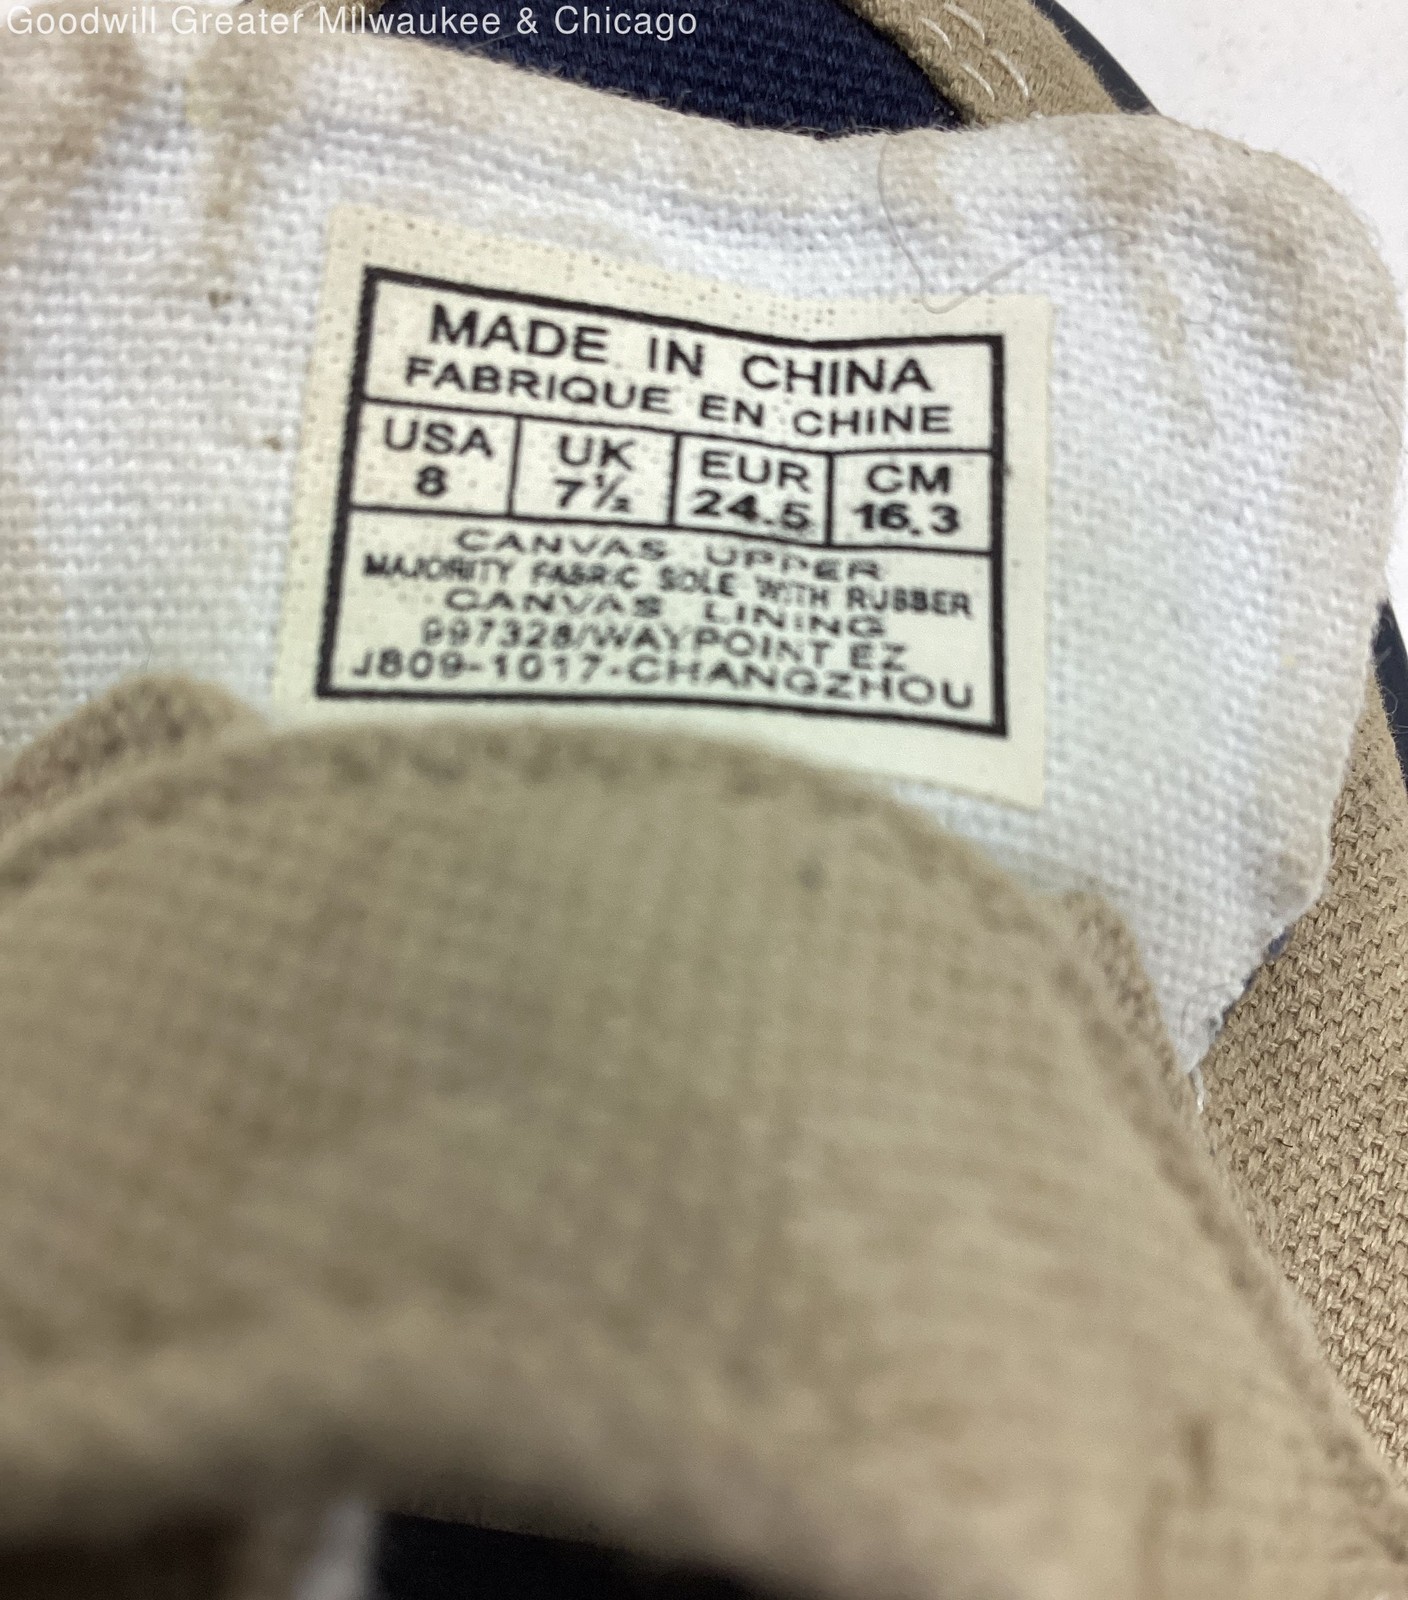 Goodwill Greater Milwaukee & Chicago
MADE IN CHINA
FABRIQUE EN CHINE
USA UK EUR CM
8 7½ 24.5 16.3
CANVAS UPPER
MAJORITY FABRIC SOLE WITH RUBBER
CANVAS LINING
997328/WAYPOINT EZ
J809-1017-CHANGZHOU